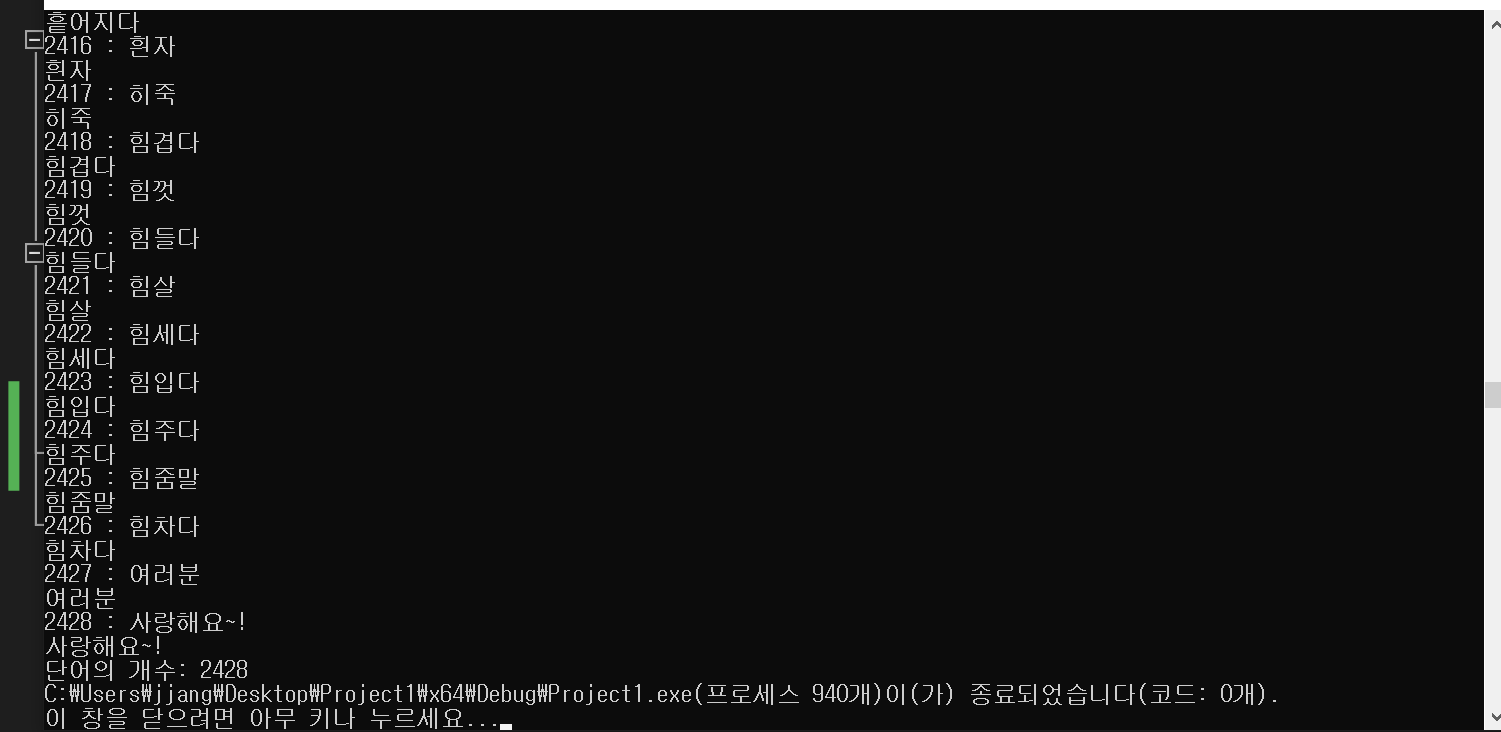 흩어지다
2416 : 흰자
흰자
2417 : 히죽
히죽
2418 : 힘겹다
힘겹다
2419 : 힘껏
힘껏
2420 : 힘들다
힘들다
2421 : 힘살
힘살
2422 : 힘세다
힘세다
2423 : 힘입다
힘입다
2424 : 힘주다
힘주다
2425 : 힘줌말
힘줌말
2426 : 힘차다
힘차다
2427 : 여러분
여러분
2428 : 사랑해요~!
사랑해요~!
단어의 개수: 2428
C:₩Users₩jjang₩Desktop₩Project1₩x64₩Debug₩Project1.exe(프로세스 940개)이(가) 종료되었습니다(코드: 0개).
이 창을 닫으려면 아무 키나 누르세요...